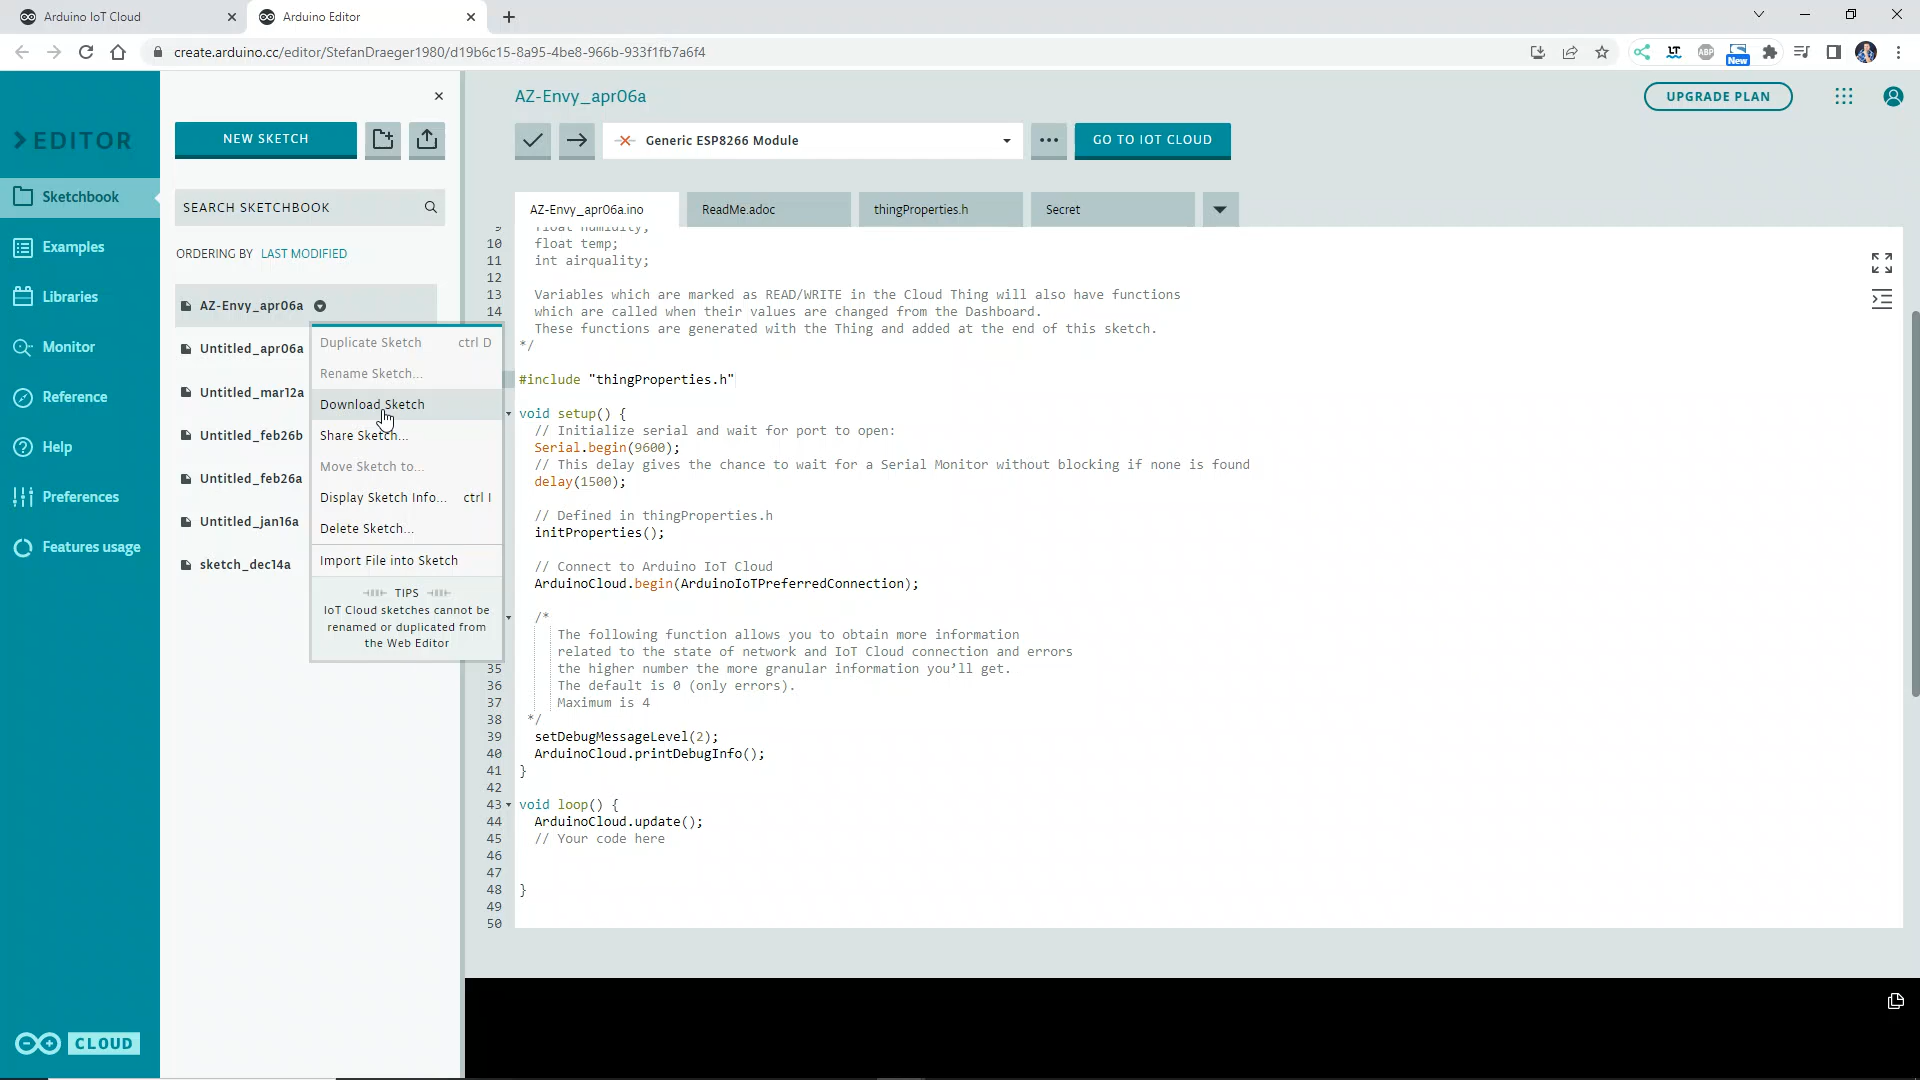 Arduino IoT Cloud
Arduino Editor
create.arduino.cc/editor/StefanDraeger1980/d19b6c15-8a95-4be8-966b-933f1fb7a6f4
LT
ABP
New
EDITOR
Sketchbook
Examples
Libraries
Monitor
Reference
Help
Preferences
Features usage
CLOUD
NEW SKETCH
SEARCH SKETCHBOOK
ORDERING BY LAST MODIFIED
AZ-Envy_apr06a
Untitled_apr06a
Untitled_mar12a
Untitled_feb26b
Untitled_feb26a
Untitled_jan16a
sketch_dec14a
Duplicate Sketch ctrl D
Rename Sketch...
Download Sketch
Share Sketch...
Move Sketch to...
Display Sketch Info... ctrl I
Delete Sketch...
Import File into Sketch
TIPS
IoT Cloud sketches cannot be
renamed or duplicated from
the Web Editor
AZ-Envy_apr06a
UPGRADE PLAN
Generic ESP8266 Module
GO TO IOT CLOUD
AZ-Envy_apr06a.ino
ReadMe.adoc
thingProperties.h
Secret
9 float humidity;
10 float temp;
11 int airquality;
12
13 Variables which are marked as READ/WRITE in the Cloud Thing will also have functions
14 which are called when their values are changed from the Dashboard.
These functions are generated with the Thing and added at the end of this sketch.
*/
#include "thingProperties.h"
void setup() {
// Initialize serial and wait for port to open:
Serial.begin(9600);
// This delay gives the chance to wait for a Serial Monitor without blocking if none is found
delay(1500);
// Defined in thingProperties.h
initProperties();
// Connect to Arduino IoT Cloud
ArduinoCloud.begin(ArduinoIoTPreferredConnection);
/*
The following function allows you to obtain more information
related to the state of network and IoT Cloud connection and errors
35 the higher number the more granular information you’ll get.
36 The default is 0 (only errors).
37 Maximum is 4
38 */
39 setDebugMessageLevel(2);
40 ArduinoCloud.printDebugInfo();
41 }
42
43 void loop() {
44 ArduinoCloud.update();
45 // Your code here
46
47
48 }
49
50